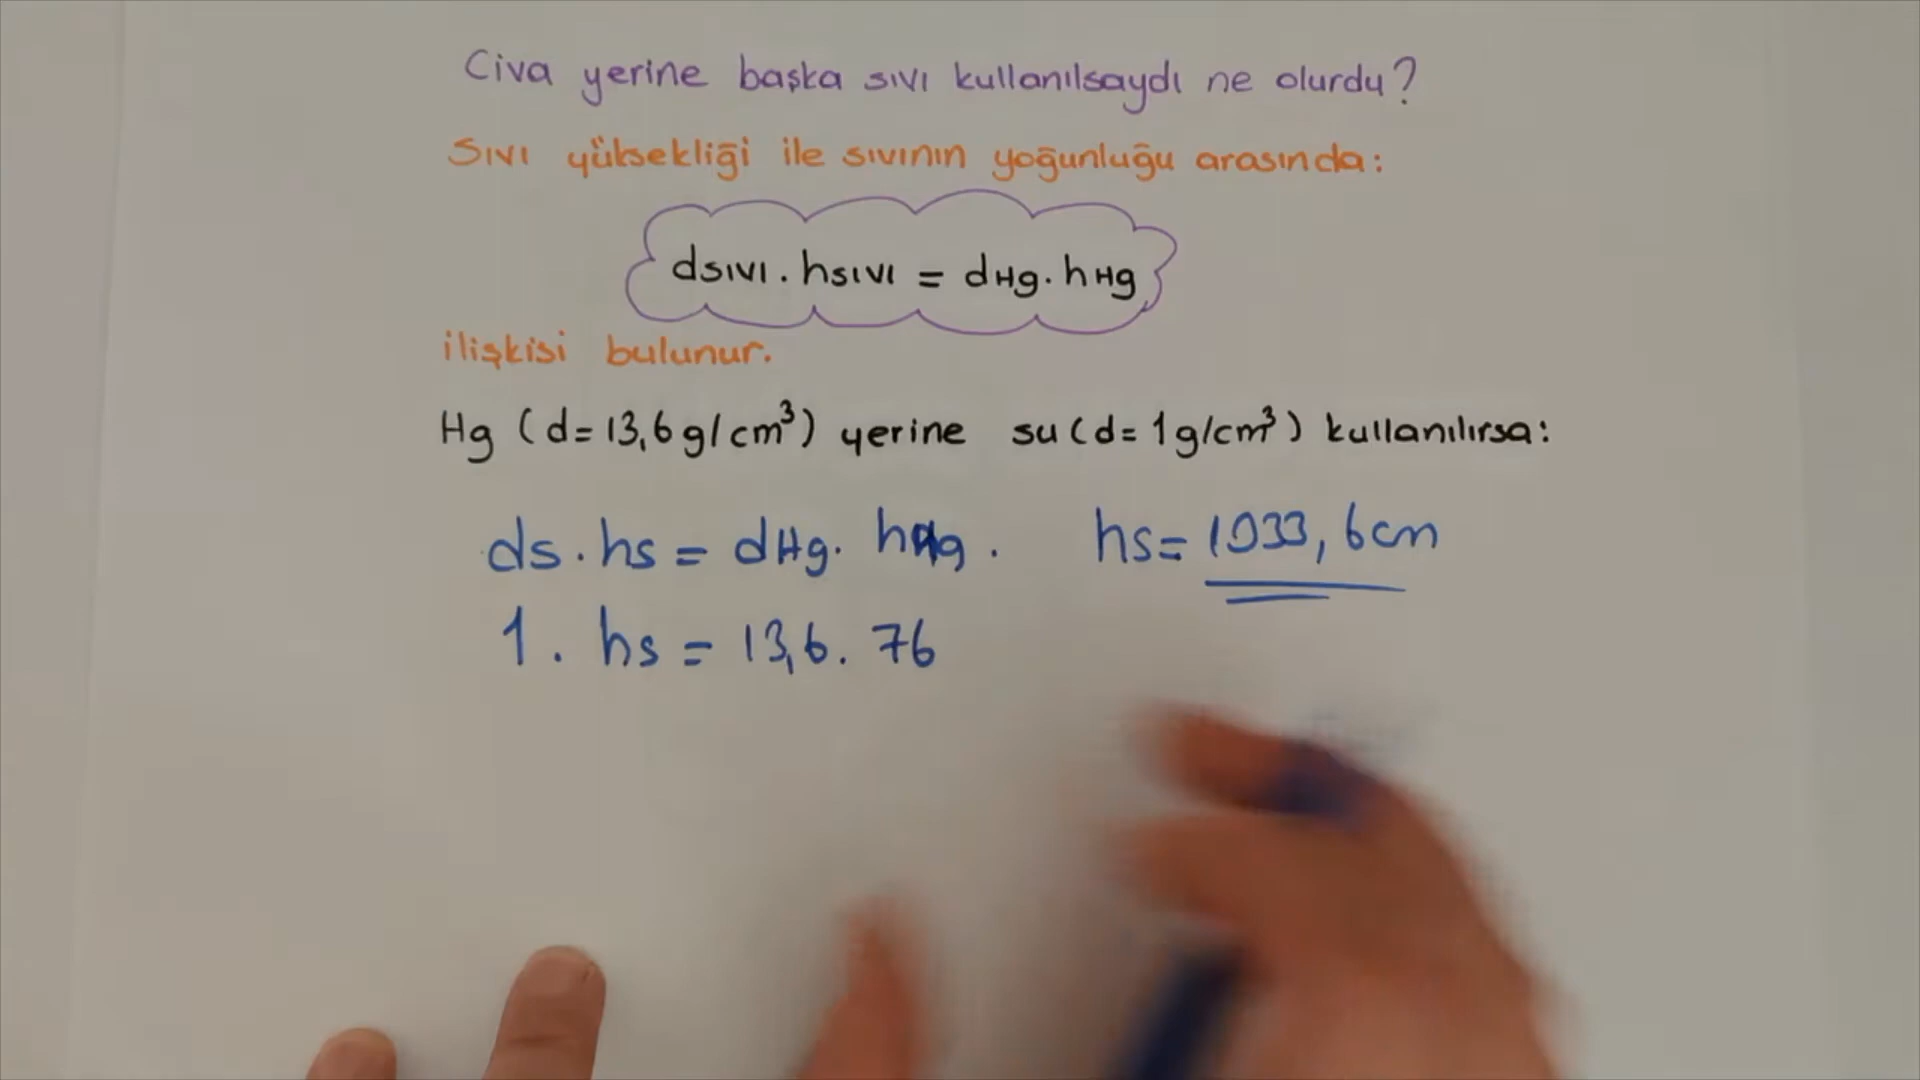 Civa yerine başka sıvı kullanılsaydı ne olurdu?
Sıvı yüksekliği ile sıvının yoğunluğu arasında:
dsıvı . hsıvı = dHg. hHg
ilişkisi bulunur.
Hg (d=13,6g/cm³) yerine su (d= 1g/cm³) kullanılırsa:
ds . hs = dHg. hHg . hs= 1033, 6cm
1 . hs = 13,6. 76